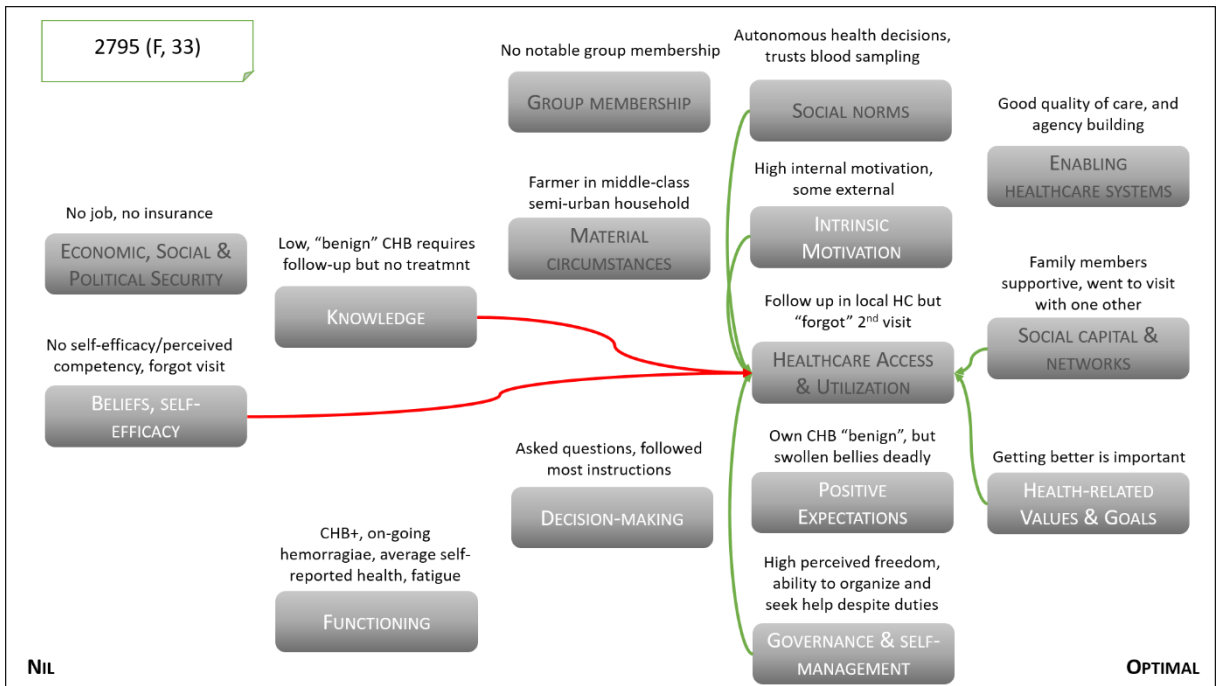 2795 (F, 33)
No notable group membership
GROUP MEMBERSHIP
Autonomous health decisions,
trusts blood sampling
SOCIAL NORMS
Good quality of care, and
agency building
ENABLING
HEALTHCARE SYSTEMS
No job, no insurance
ECONOMIC, SOCIAL &
POLITICAL SECURITY
Low, “benign” CHB requires
follow-up but no treatmnt
KNOWLEDGE
Farmer in middle-class
semi-urban household
MATERIAL
CIRCUMSTANCES
High internal motivation,
some external
INTRINSIC
MOTIVATION
Family members
supportive, went to visit
with one other
SOCIAL CAPITAL &
NETWORKS
No self-efficacy/perceived
competency, forgot visit
BELIEFS, SELF-
EFFICACY
Follow up in local HC but
“forgot” 2nd visit
HEALTHCARE ACCESS
& UTILIZATION
Asked questions, followed
most instructions
DECISION-MAKING
Own CHB “benign”, but
swollen bellies deadly
POSITIVE
EXPECTATIONS
Getting better is important
HEALTH-RELATED
VALUES & GOALS
CHB+, on-going
hemorragiae, average self-
reported health, fatigue
FUNCTIONING
High perceived freedom,
ability to organize and
seek help despite duties
GOVERNANCE & SELF-
MANAGEMENT
NIL
OPTIMAL